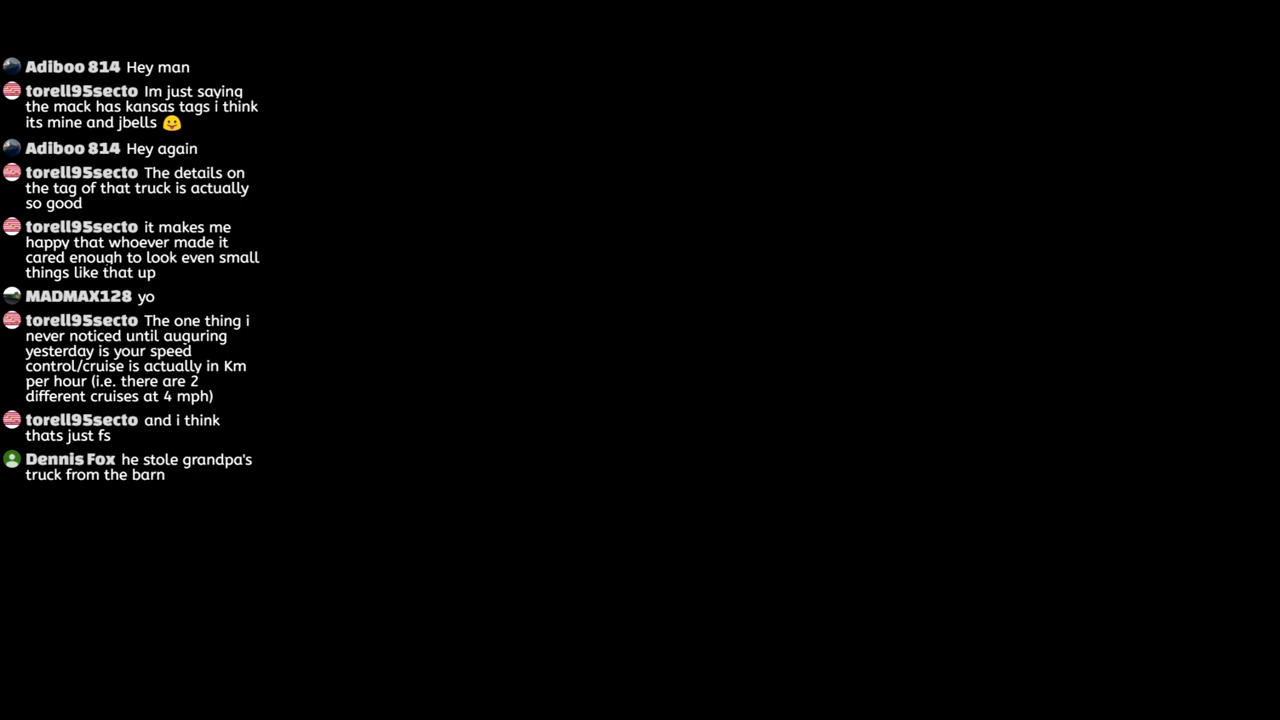 Adiboo 814 Hey man
torell95secto Im just saying
the mack has kansas tags i think
its mine and jbells 😛
Adiboo 814 Hey again
torell95secto The details on
the tag of that truck is actually
so good
torell95secto it makes me
happy that whoever made it
cared enough to look even small
things like that up
MADMAX128 yo
torell95secto The one thing i
never noticed until auguring
yesterday is your speed
control/cruise is actually in Km
per hour (i.e. there are 2
different cruises at 4 mph)
torell95secto and i think
thats just fs
Dennis Fox he stole grandpa's
truck from the barn